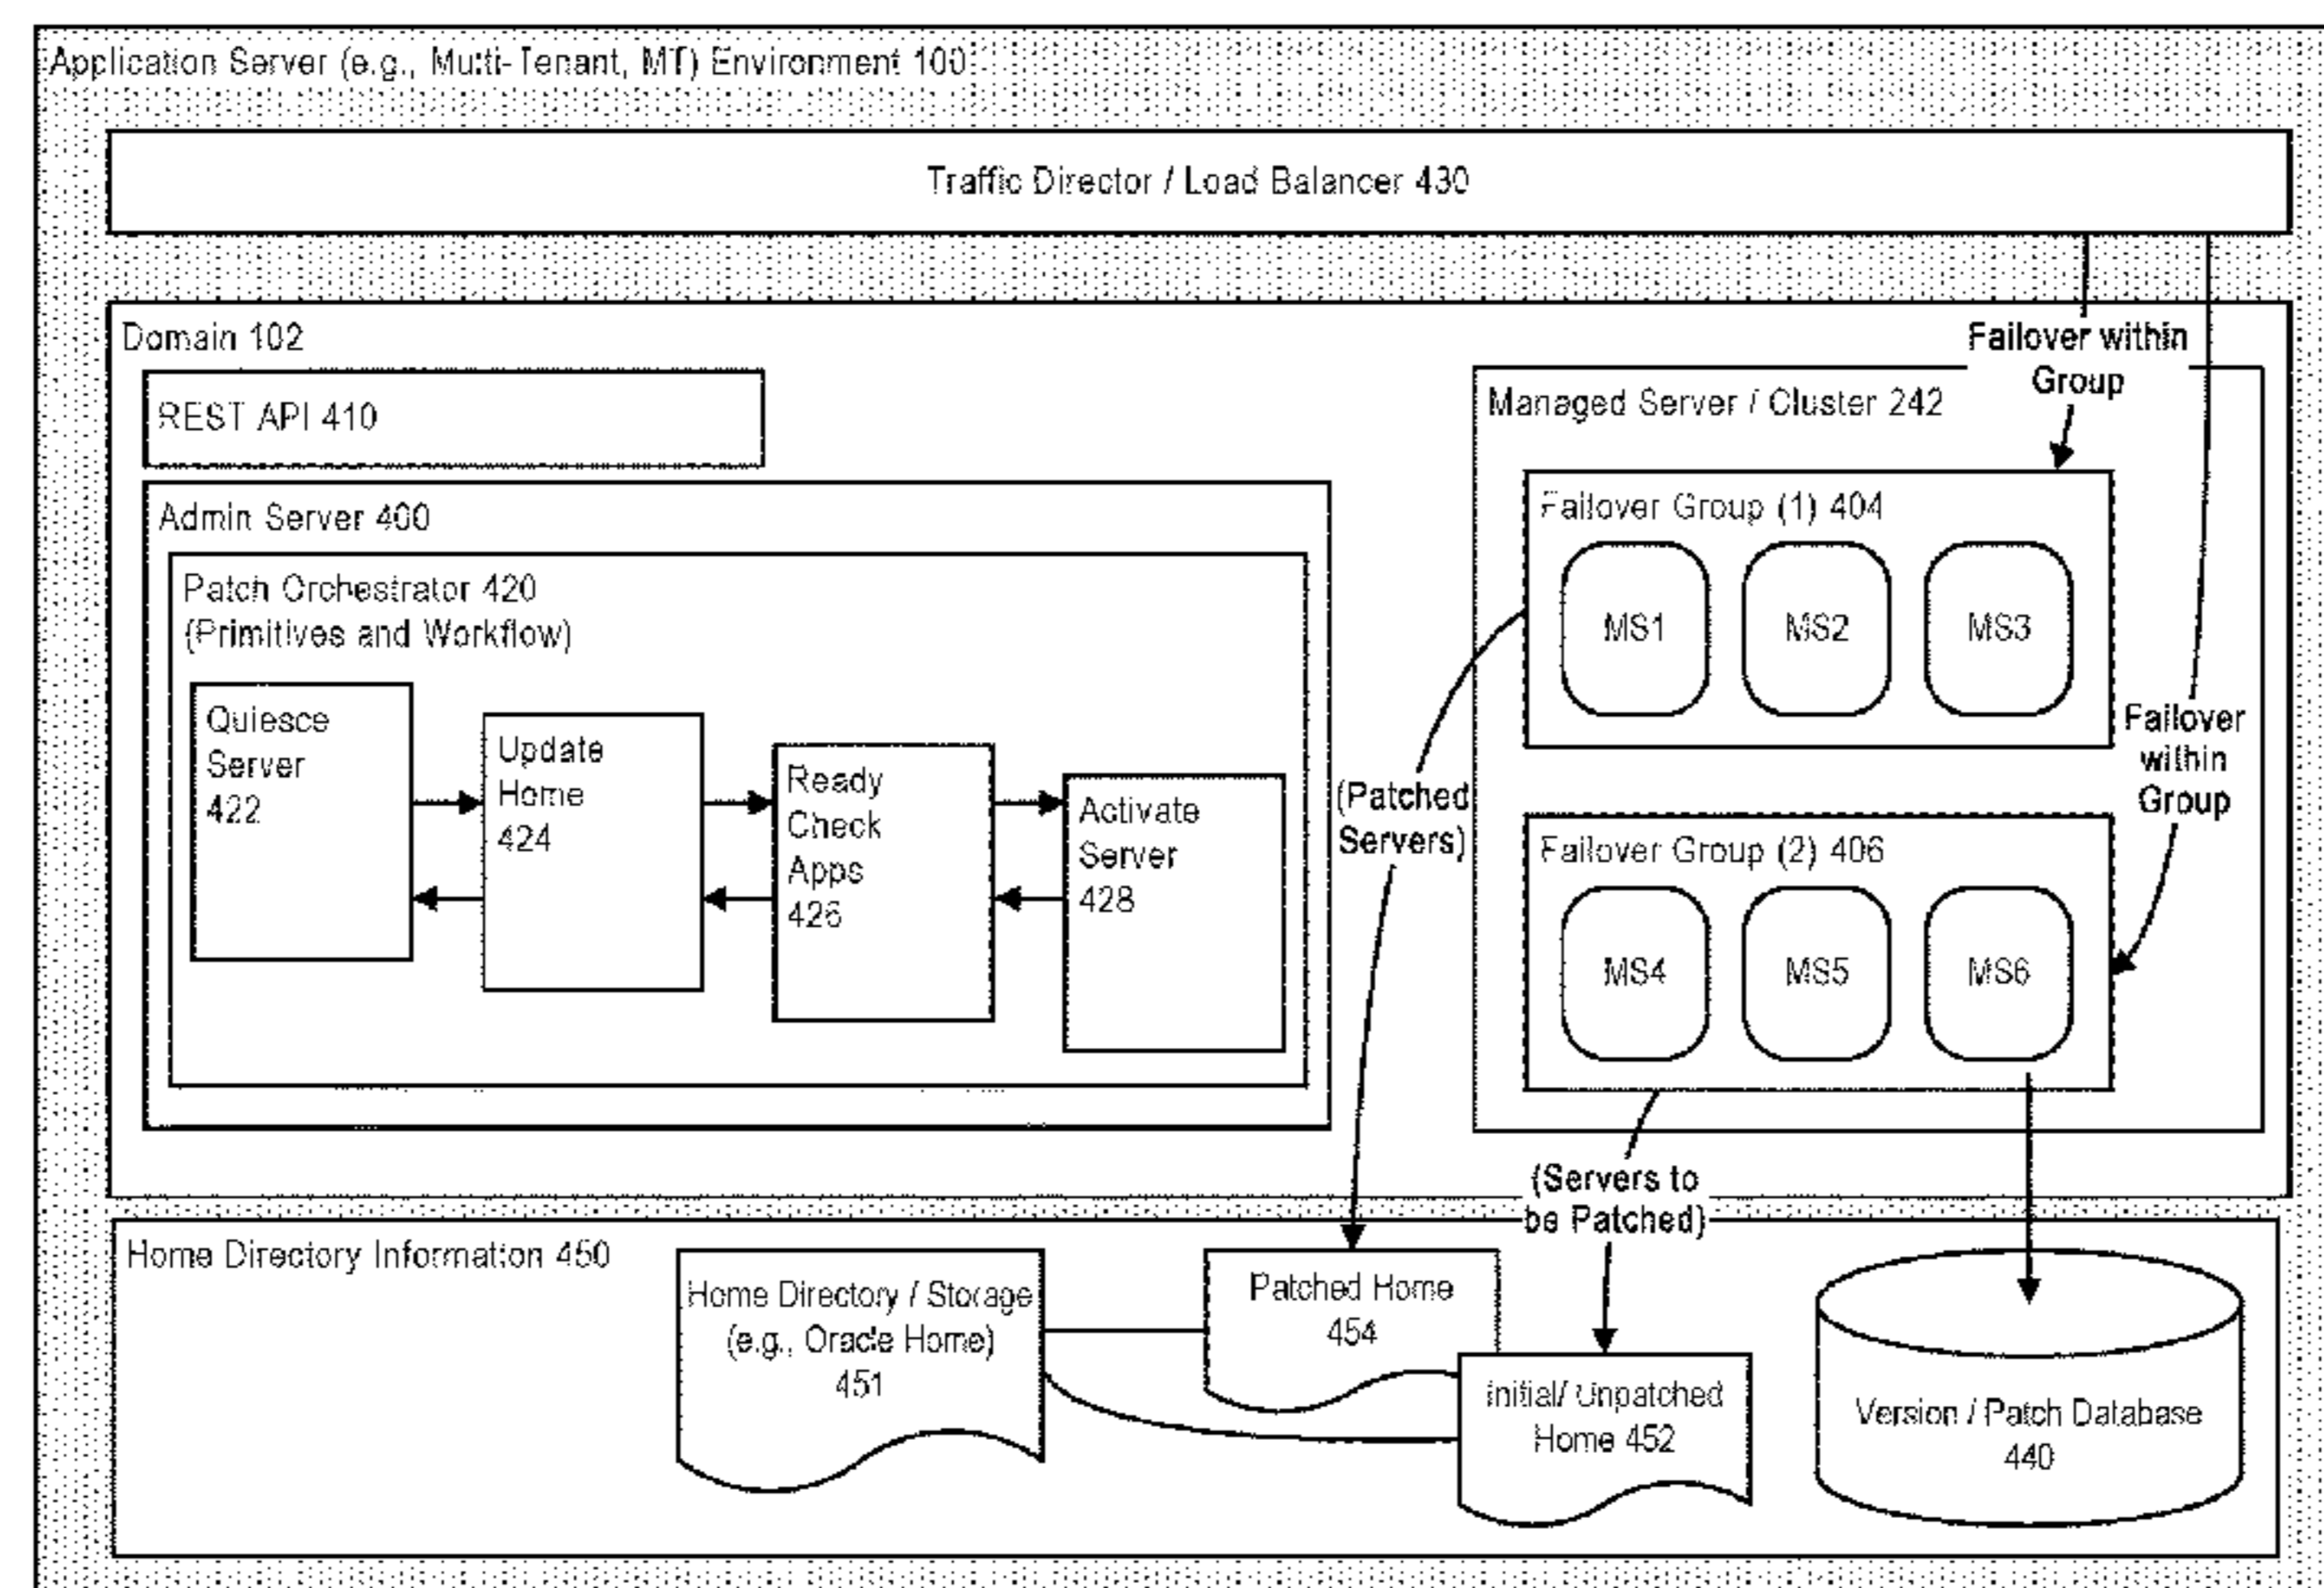 Application Server (e.g., Multi-Tenant, MT) Environment 100
Traffic Director / Load Balancer 430
Domain 102
REST API 410
Admin Server 400
Patch Orchestrator 420
(Primitives and Workflow)
Quiesce
Server
422
Update
Home
424
Ready
Check
Apps
426
Activate
Server
428
Failover within
Group
Managed Server / Cluster 242
Failover Group (1) 404
MS1
MS2
MS3
Failover
within
Group
(Patched
Servers)
Failover Group (2) 406
MS4
MS5
MS6
(Servers to
be Patched)
Home Directory Information 450
Home Directory / Storage
(e.g., Oracle Home)
451
Patched Home
454
Initial/ Unpatched
Home 452
Version / Patch Database
440